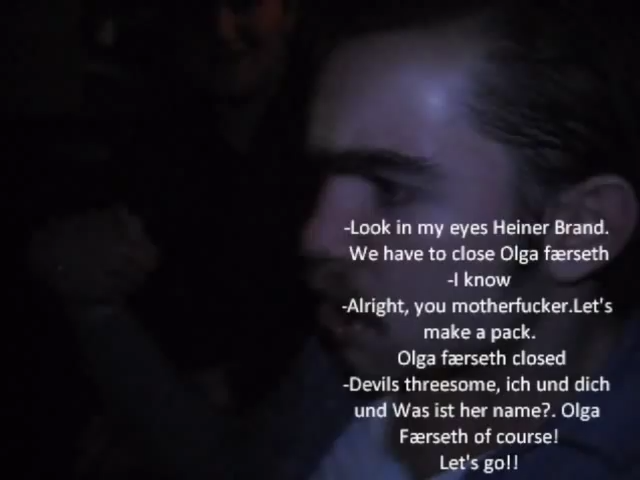 -Look in my eyes Heiner Brand.
We have to close Olga færseth
-I know
-Alright, you motherfucker.Let's
make a pack.
Olga færseth closed
-Devils threesome, ich und dich
und Was ist her name?. Olga
Færseth of course!
Let's go!!